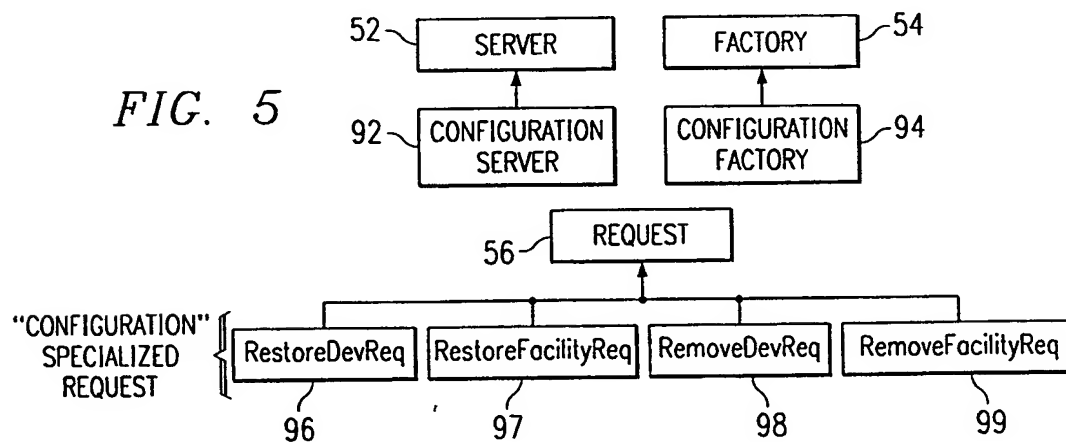 FIG. 5
52
SERVER
FACTORY
54
92
CONFIGURATION
SERVER
CONFIGURATION
FACTORY
94
56
REQUEST
"CONFIGURATION"
SPECIALIZED
REQUEST
RestoreDevReq
RestoreFacilityReq
RemoveDevReq
RemoveFacilityReq
96
97
98
99